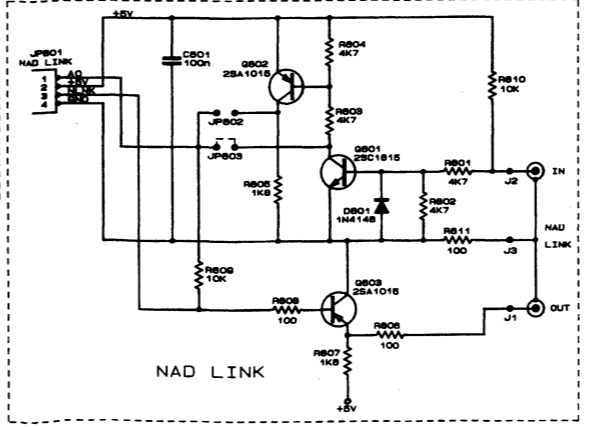 +5V
JP801
NAD LINK
1 A0
2 +5V
3 NLNK
4 GND
C801
100n
Q802
2SA1015
R804
4K7
R803
4K7
R810
10K
JP802
JP803
Q801
2SC1815
R801
4K7
J2
IN
R805
1K8
D801
1N4148
R802
4K7
R811
100
J3
NAD
LINK
R809
10K
Q803
2SA1015
R808
100
R806
100
J1
OUT
R807
1K8
+5V
NAD LINK